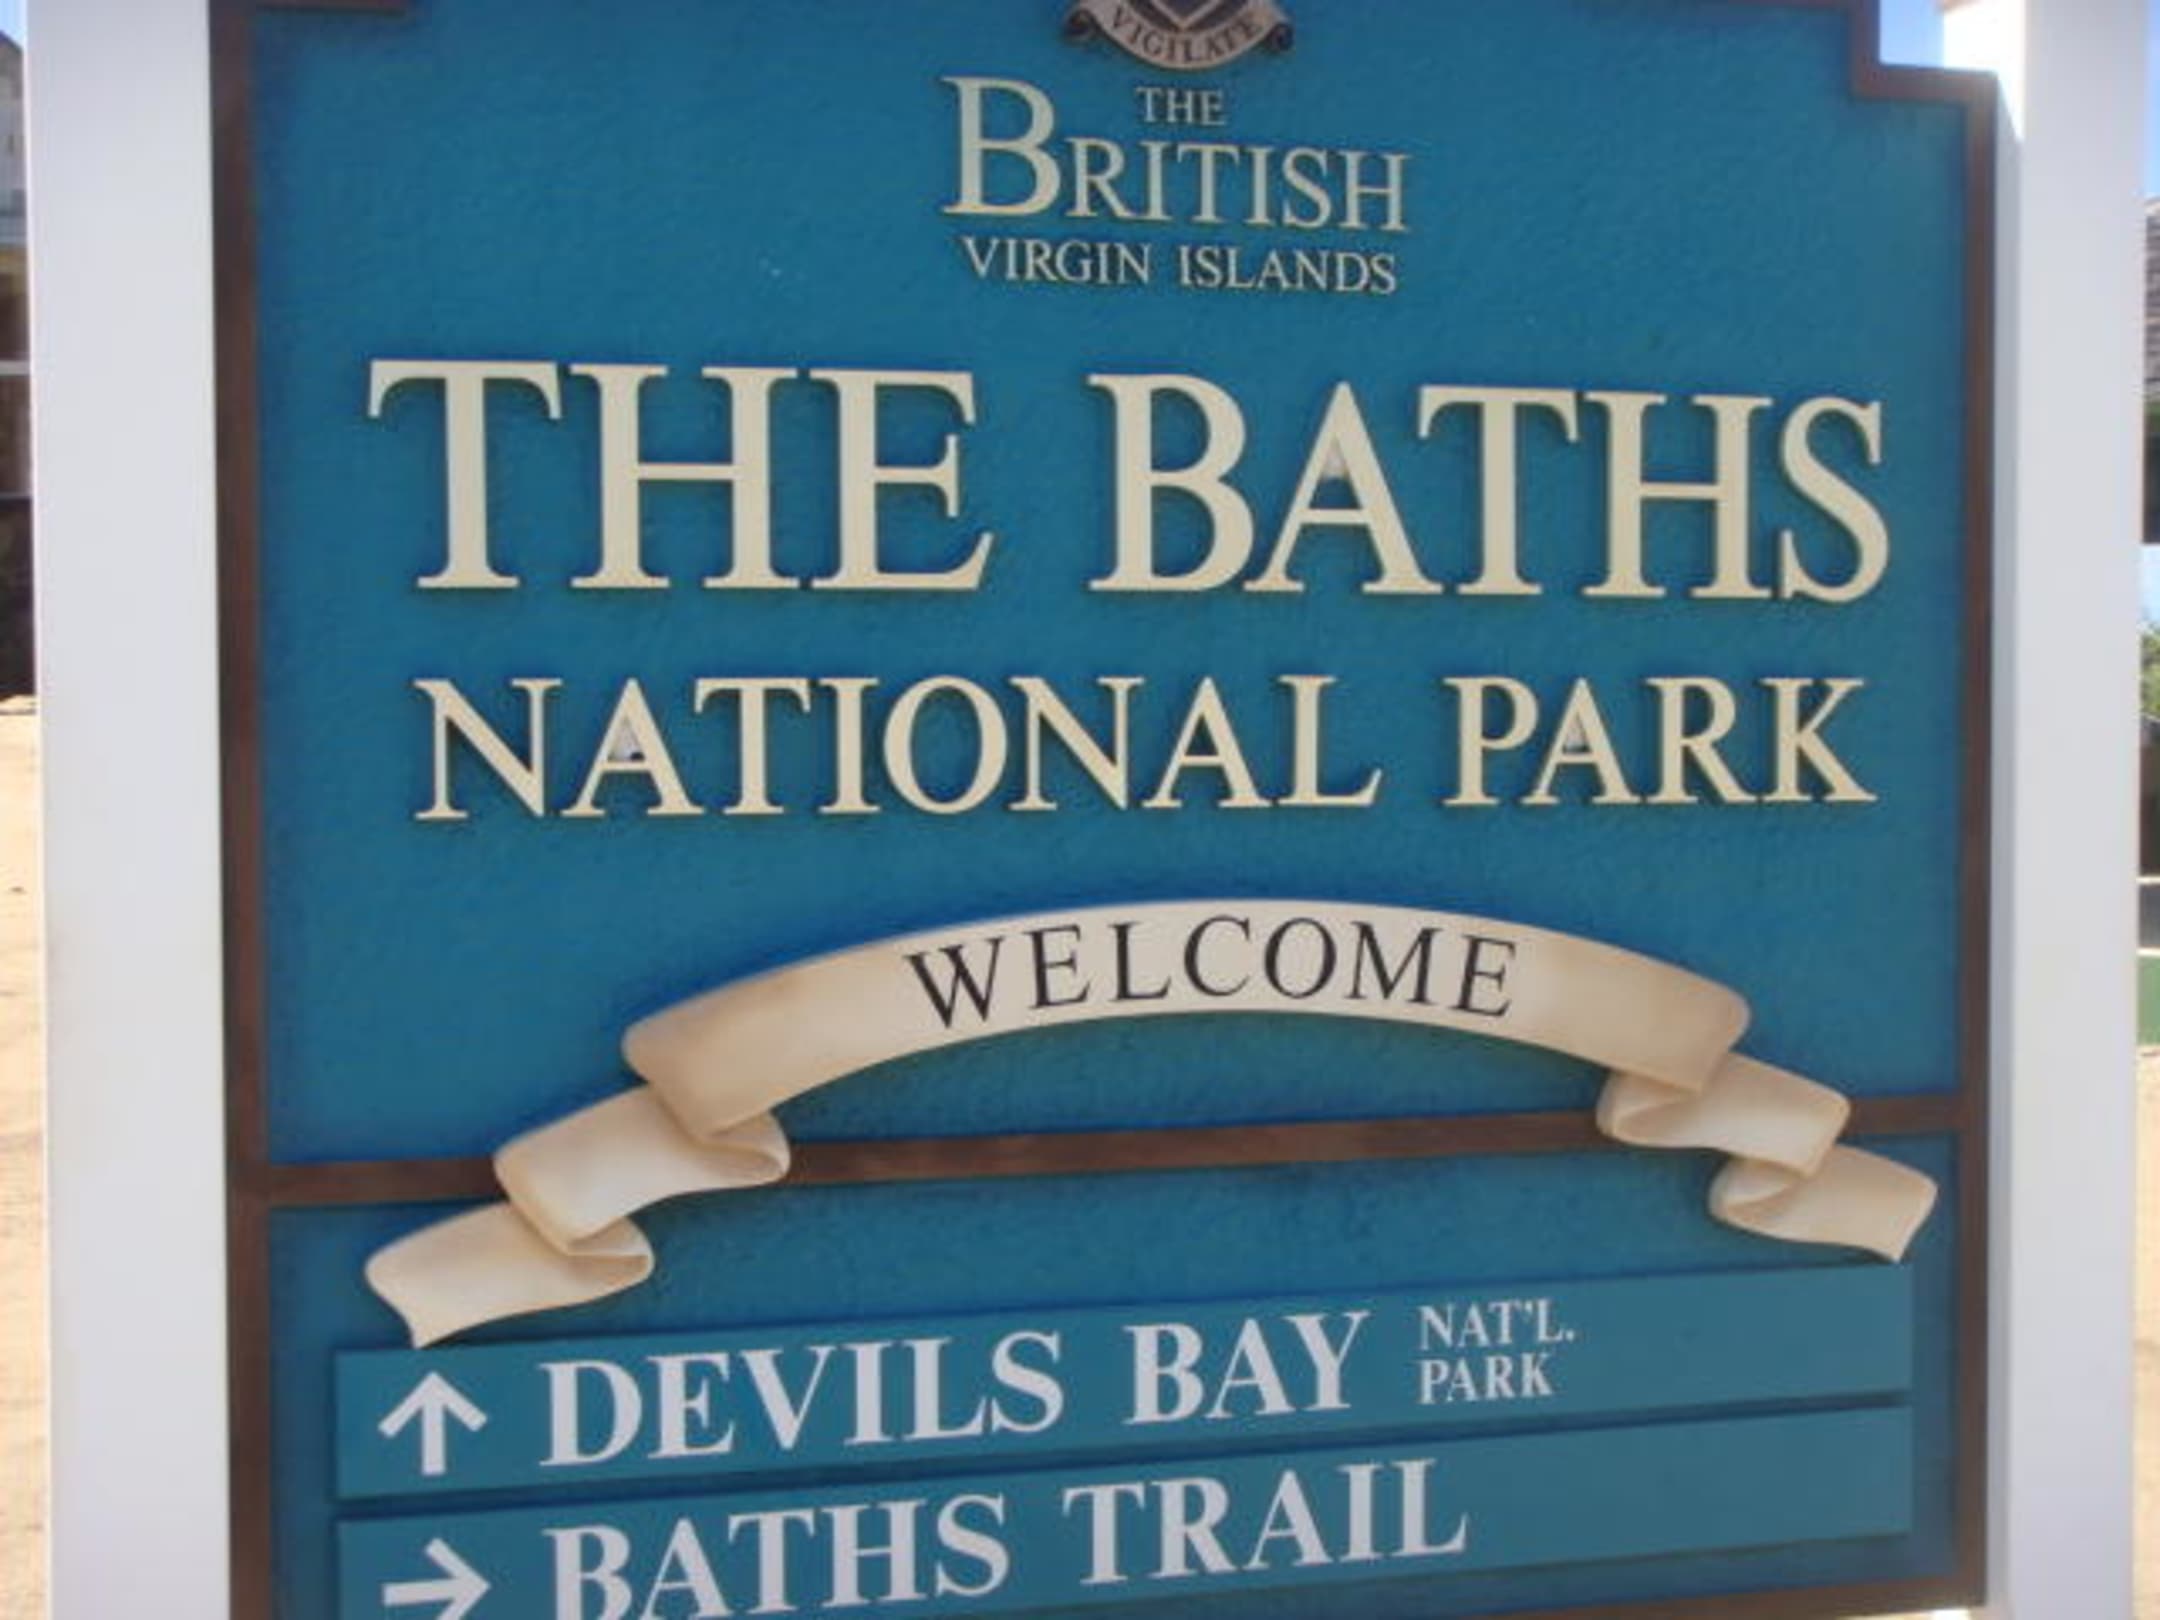 VIGILATE
THE
BRITISH
VIRGIN ISLANDS
THE BATHS
NATIONAL PARK
WELCOME
↑ DEVILS BAY NAT'L. PARK
→ BATHS TRAIL